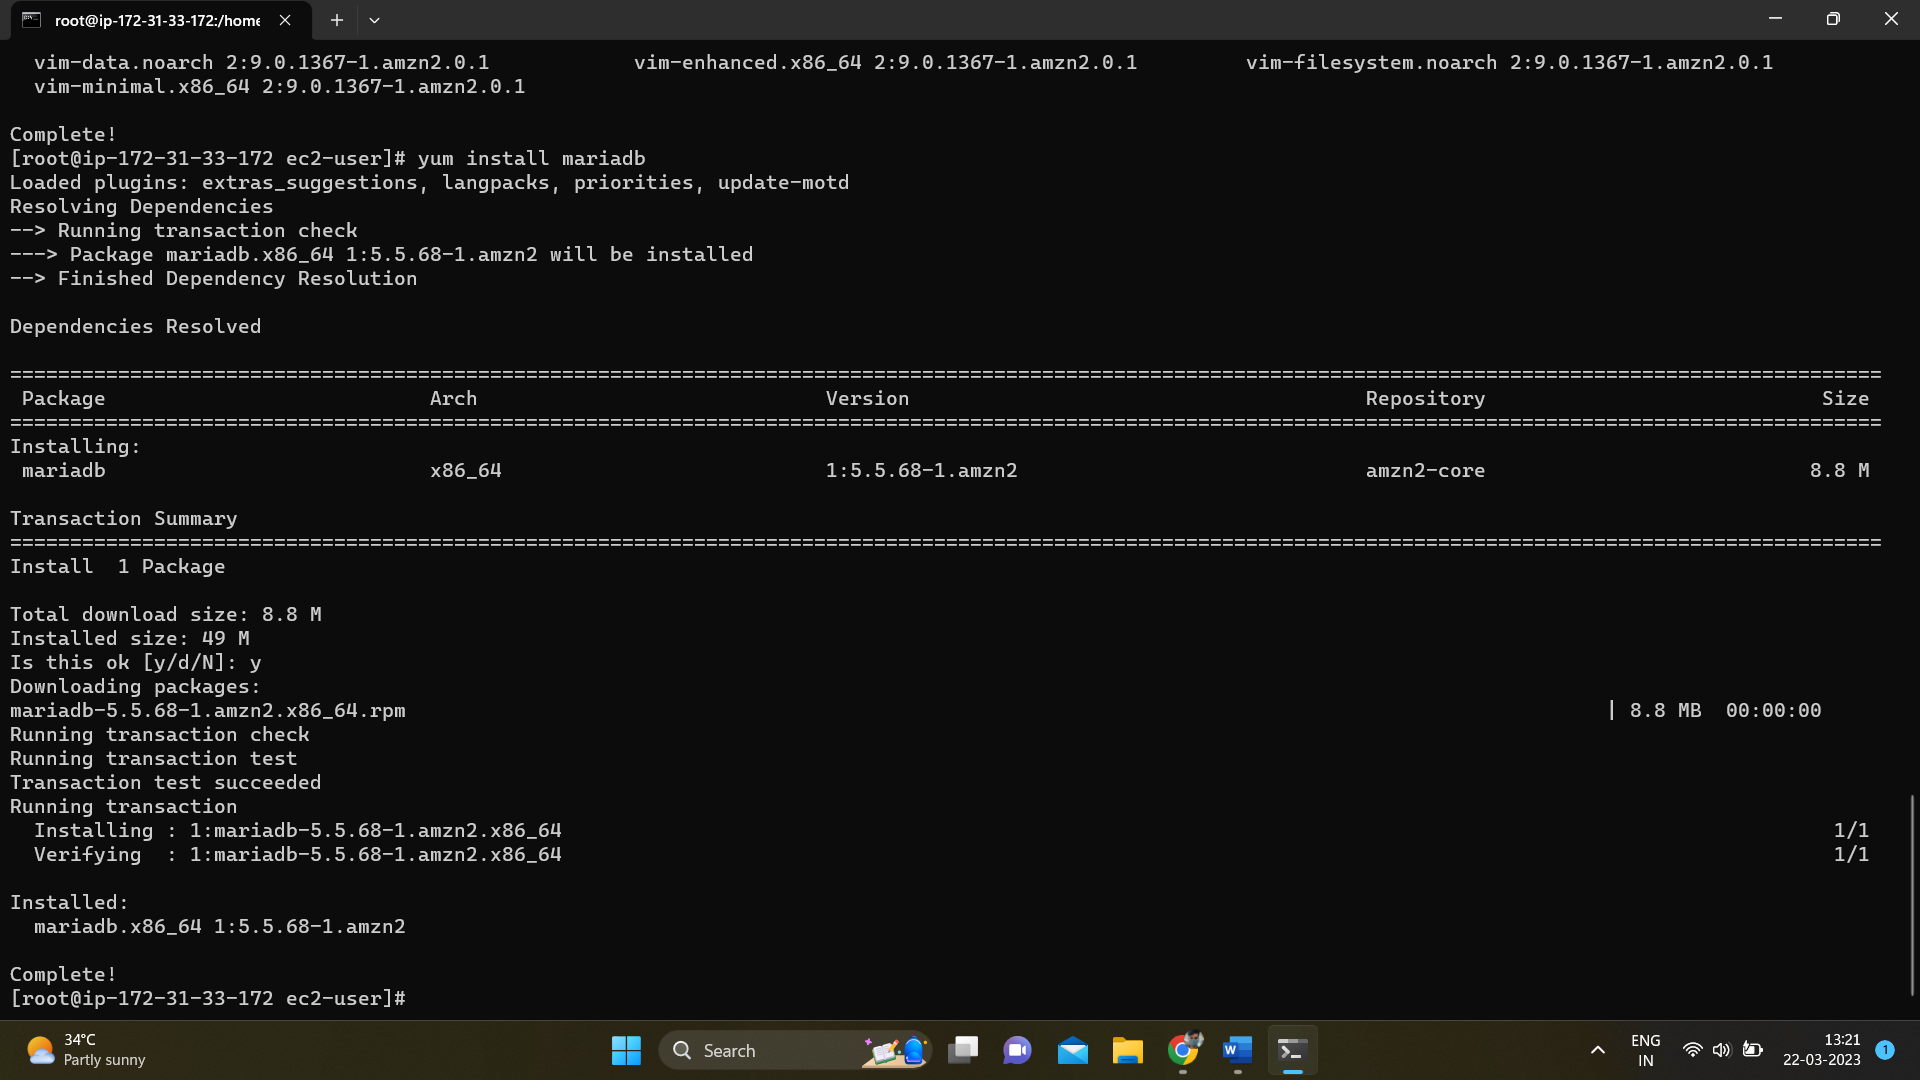 root@ip-172-31-33-172:/home
vim-data.noarch 2:9.0.1367-1.amzn2.0.1 vim-enhanced.x86_64 2:9.0.1367-1.amzn2.0.1 vim-filesystem.noarch 2:9.0.1367-1.amzn2.0.1
vim-minimal.x86_64 2:9.0.1367-1.amzn2.0.1
Complete!
[root@ip-172-31-33-172 ec2-user]# yum install mariadb
Loaded plugins: extras_suggestions, langpacks, priorities, update-motd
Resolving Dependencies
--> Running transaction check
---> Package mariadb.x86_64 1:5.5.68-1.amzn2 will be installed
--> Finished Dependency Resolution
Dependencies Resolved
================================================================================
Package Arch Version Repository Size
================================================================================
Installing:
mariadb x86_64 1:5.5.68-1.amzn2 amzn2-core 8.8 M
Transaction Summary
================================================================================
Install  1 Package
Total download size: 8.8 M
Installed size: 49 M
Is this ok [y/d/N]: y
Downloading packages:
mariadb-5.5.68-1.amzn2.x86_64.rpm | 8.8 MB  00:00:00
Running transaction check
Running transaction test
Transaction test succeeded
Running transaction
Installing : 1:mariadb-5.5.68-1.amzn2.x86_64 1/1
Verifying  : 1:mariadb-5.5.68-1.amzn2.x86_64 1/1
Installed:
mariadb.x86_64 1:5.5.68-1.amzn2
Complete!
[root@ip-172-31-33-172 ec2-user]#
34°C
Partly sunny
Search
W
ENG
IN
13:21
22-03-2023
1